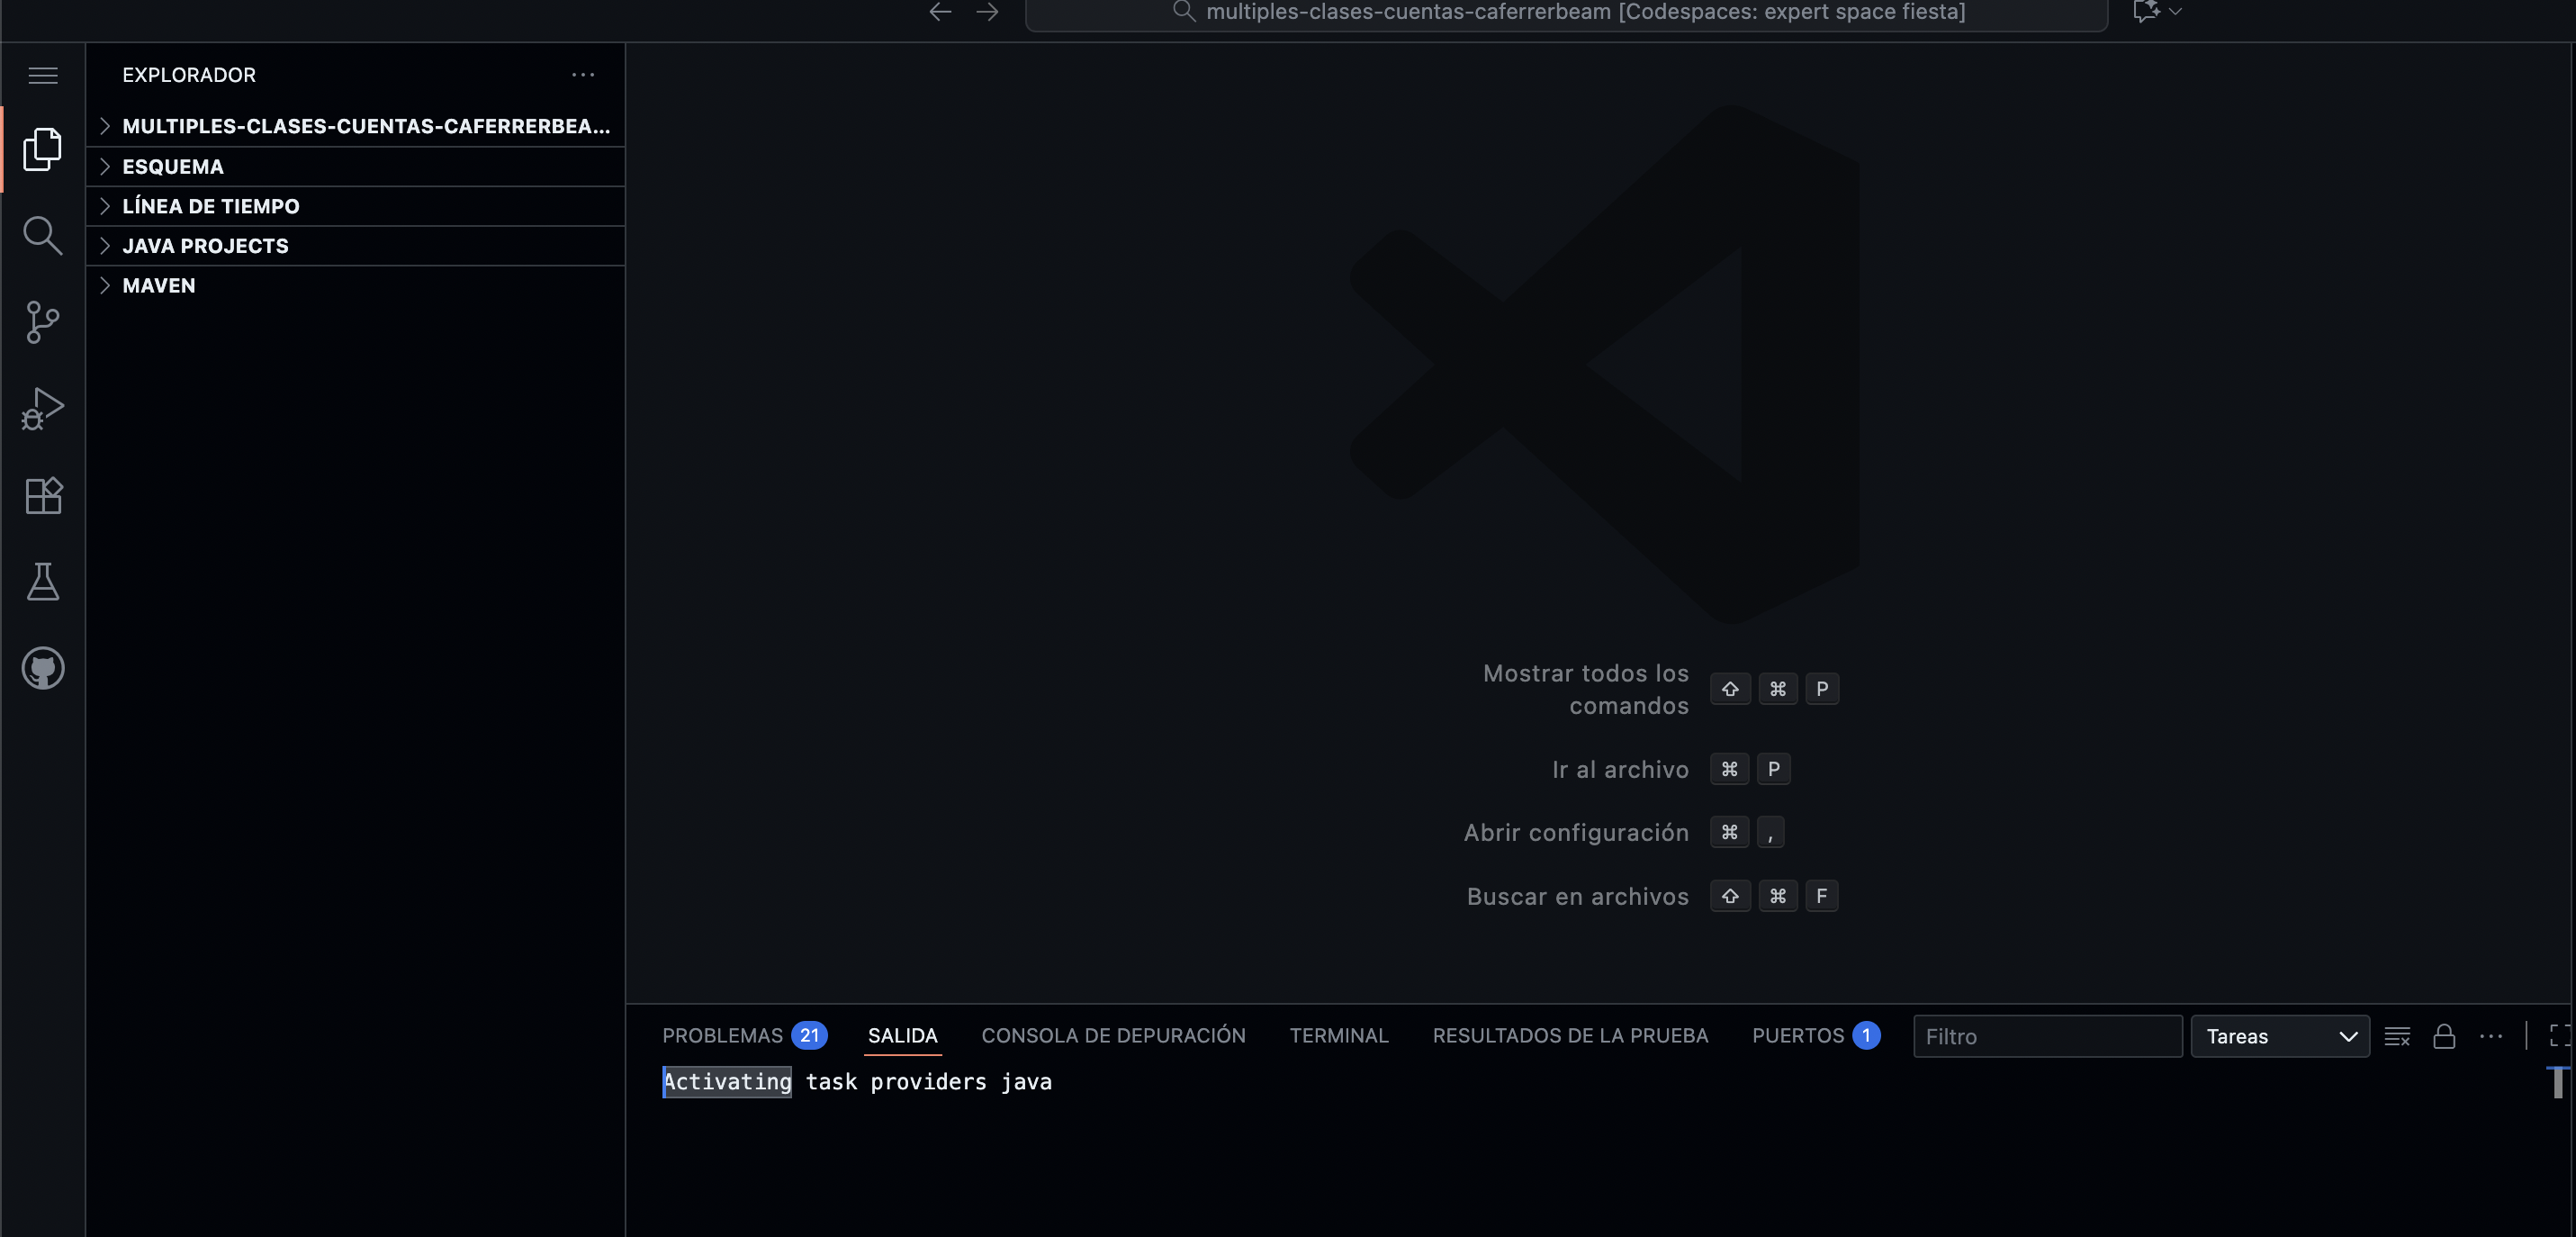 multiples-clases-cuentas-caferrerbeam [Codespaces: expert space fiesta]
EXPLORADOR
MULTIPLES-CLASES-CUENTAS-CAFERRERBEA...
ESQUEMA
LÍNEA DE TIEMPO
JAVA PROJECTS
MAVEN
Mostrar todos los
comandos ⇧ ⌘ P
Ir al archivo ⌘ P
Abrir configuración ⌘ ,
Buscar en archivos ⇧ ⌘ F
PROBLEMAS 21 SALIDA CONSOLA DE DEPURACIÓN TERMINAL RESULTADOS DE LA PRUEBA PUERTOS 1 Filtro Tareas
Activating task providers java